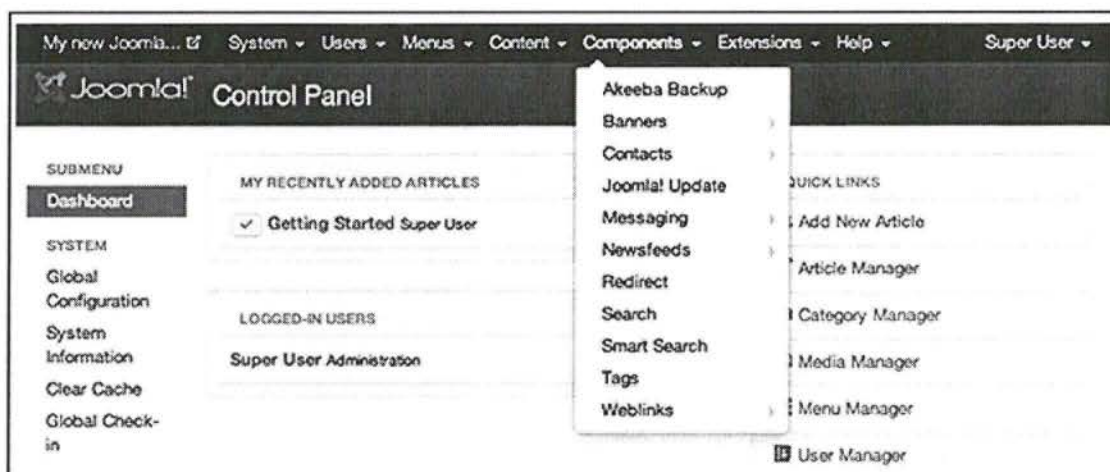 My new Joomla... System Users Menus Content Components Extensions Help Super User
Joomla! Control Panel
Akeeba Backup
Banners
Contacts
Joomla! Update
Messaging
Newsfeeds
Redirect
Search
Smart Search
Tags
Weblinks
SUBMENU
Dashboard
SYSTEM
Global
Configuration
System
Information
Clear Cache
Global Check-
in
MY RECENTLY ADDED ARTICLES
Getting Started Super User
LOGGED-IN USERS
Super User Administration
QUICK LINKS
Add New Article
Article Manager
Category Manager
Media Manager
Menu Manager
User Manager